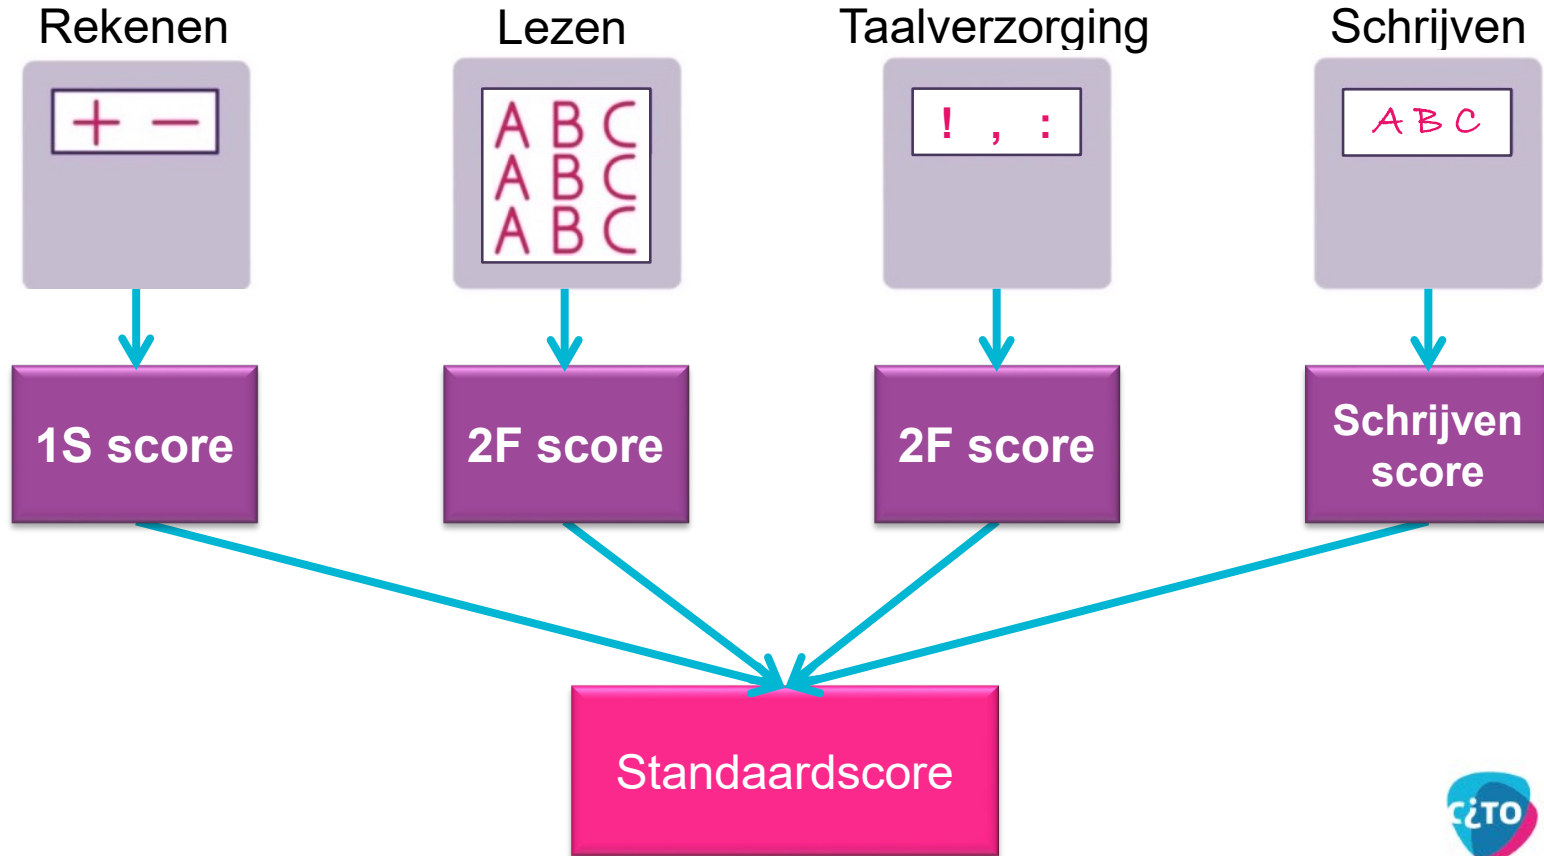 Rekenen
Lezen
Taalverzorging
Schrijven
+ −
A B C
A B C
A B C
! , :
A B C
1S score
2F score
2F score
Schrijven
score
Standaardscore
CiTO